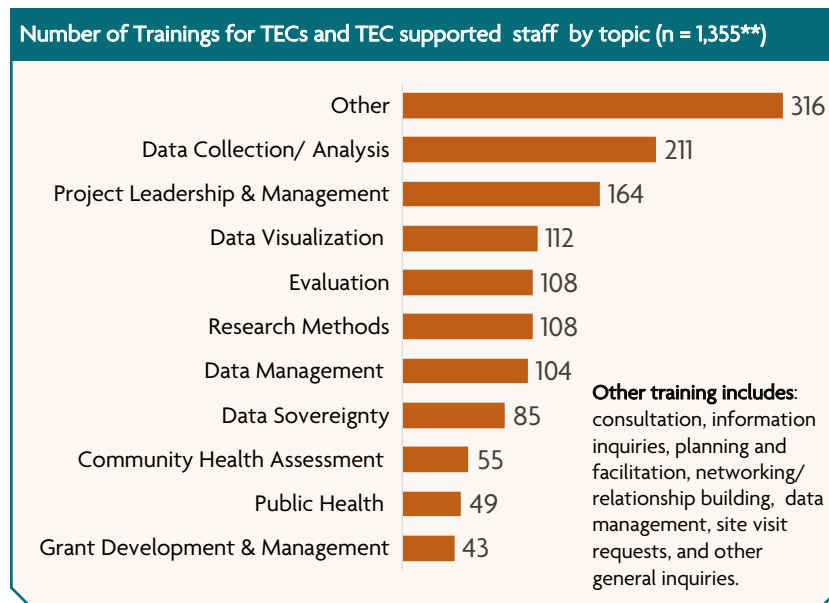 Number of Trainings for TECs and TEC supported staff by topic (n = 1,355**)
Other 316
Data Collection/ Analysis 211
Project Leadership & Management 164
Data Visualization 112
Evaluation 108
Research Methods 108
Data Management 104
Data Sovereignty 85
Community Health Assessment 55
Public Health 49
Grant Development & Management 43
Other training includes:
consultation, information
inquiries, planning and
facilitation, networking/
relationship building, data
management, site visit
requests, and other
general inquiries.